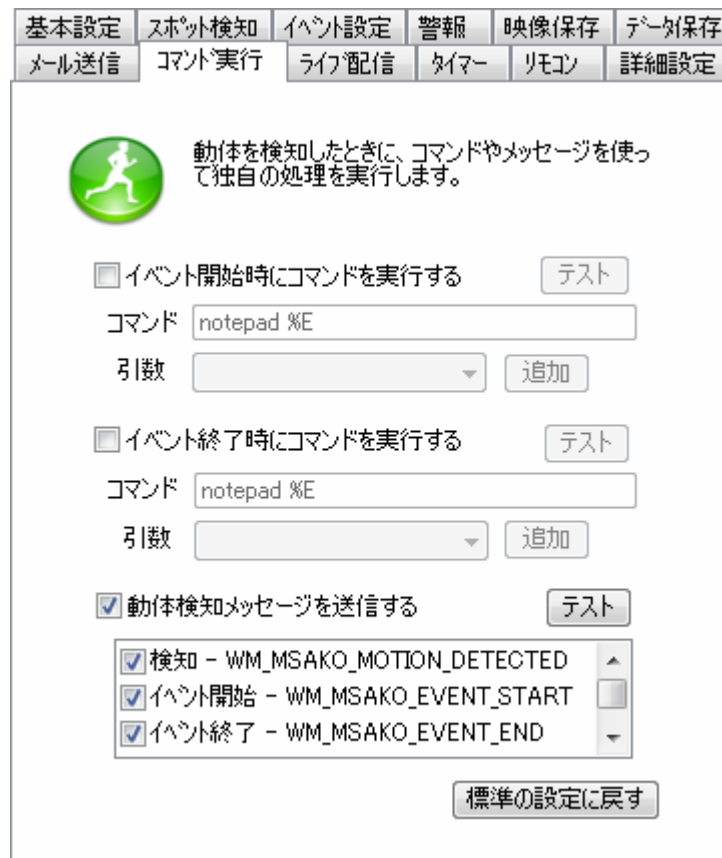 基本設定 スポット検知 イベント設定 警報 映像保存 データ保存
メール送信 コマンド実行 ライブ配信 タイマー リモコン 詳細設定
動体を検知したときに、コマンドやメッセージを使っ
て独自の処理を実行します。
イベント開始時にコマンドを実行する テスト
コマンド notepad %E
引数 追加
イベント終了時にコマンドを実行する テスト
コマンド notepad %E
引数 追加
動体検知メッセージを送信する テスト
検知 - WM_MSAKO_MOTION_DETECTED
イベント開始 - WM_MSAKO_EVENT_START
イベント終了 - WM_MSAKO_EVENT_END
標準の設定に戻す